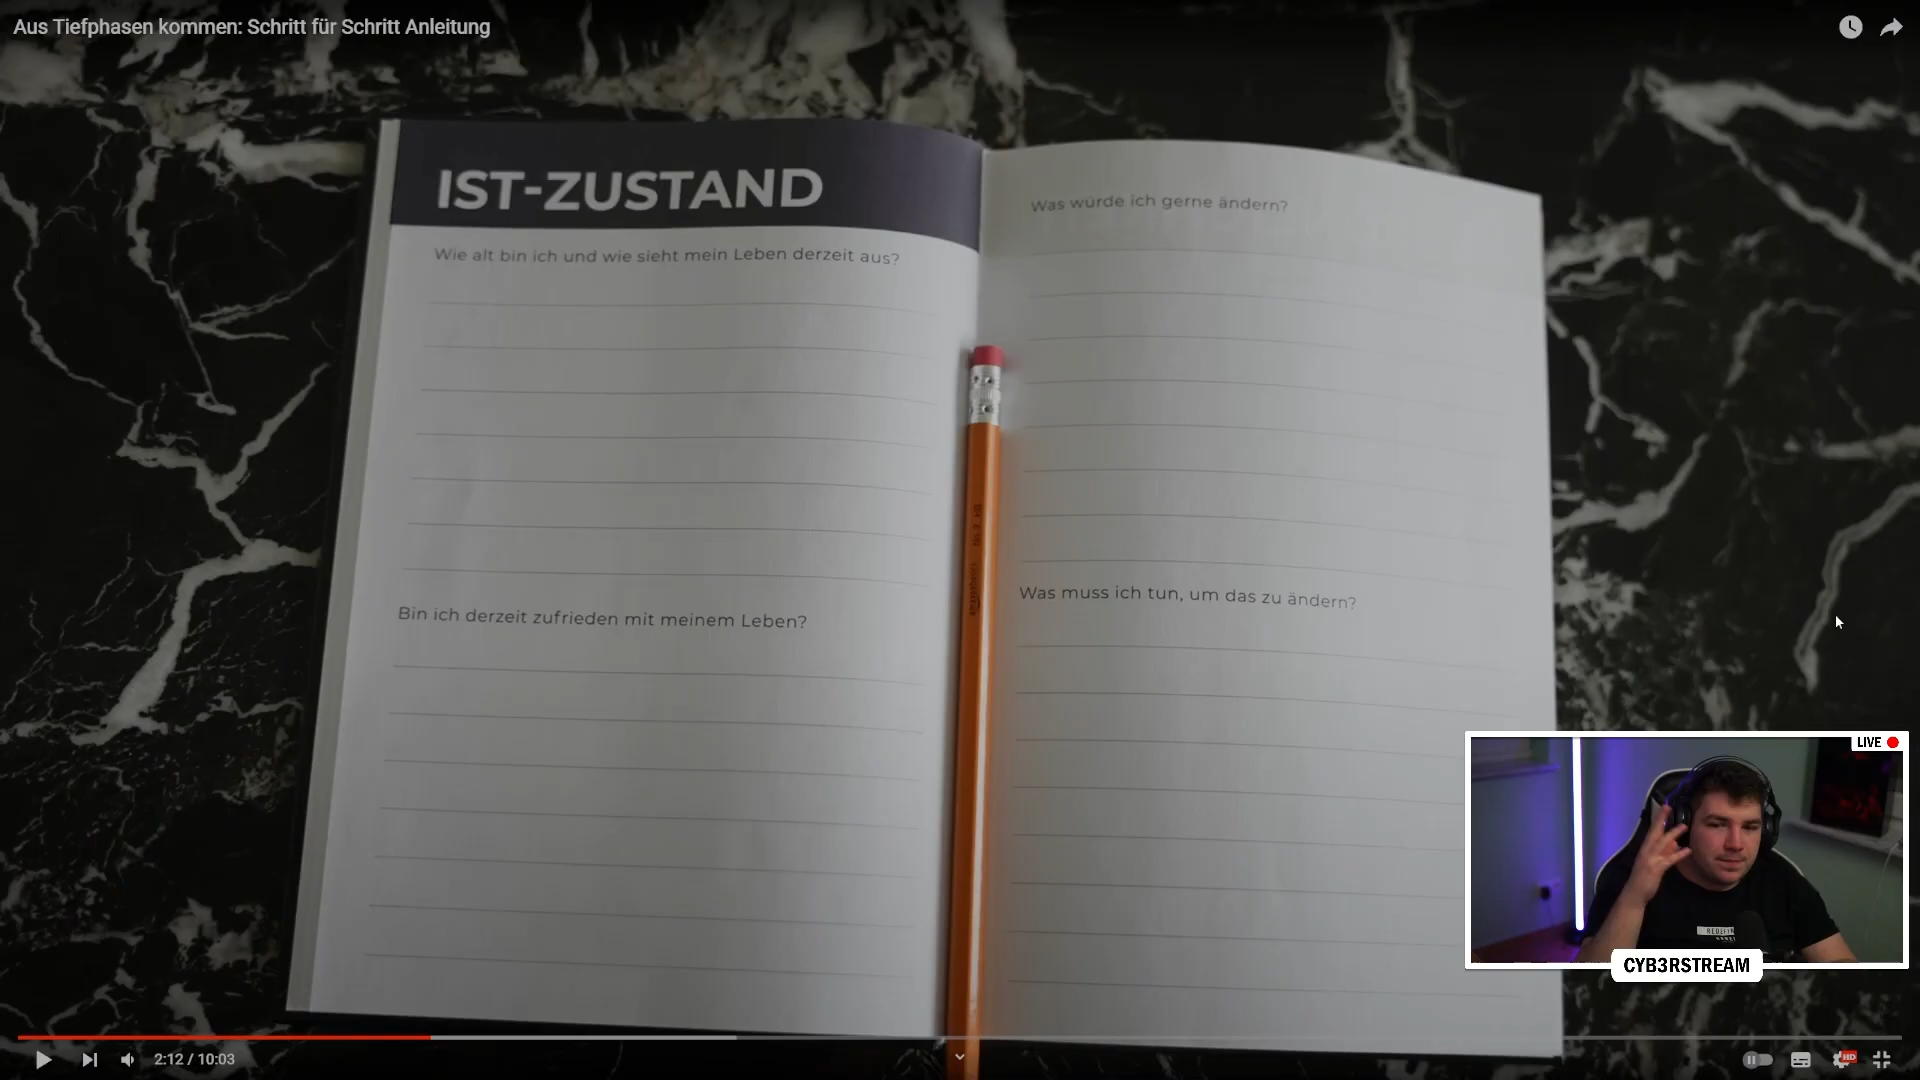 Aus Tiefphasen kommen: Schritt für Schritt Anleitung
IST-ZUSTAND
Wie alt bin ich und wie sieht mein Leben derzeit aus?
Bin ich derzeit zufrieden mit meinem Leben?
Was würde ich gerne ändern?
Was muss ich tun, um das zu ändern?
LIVE
CYB3RSTREAM
2:12 / 10:03
HD